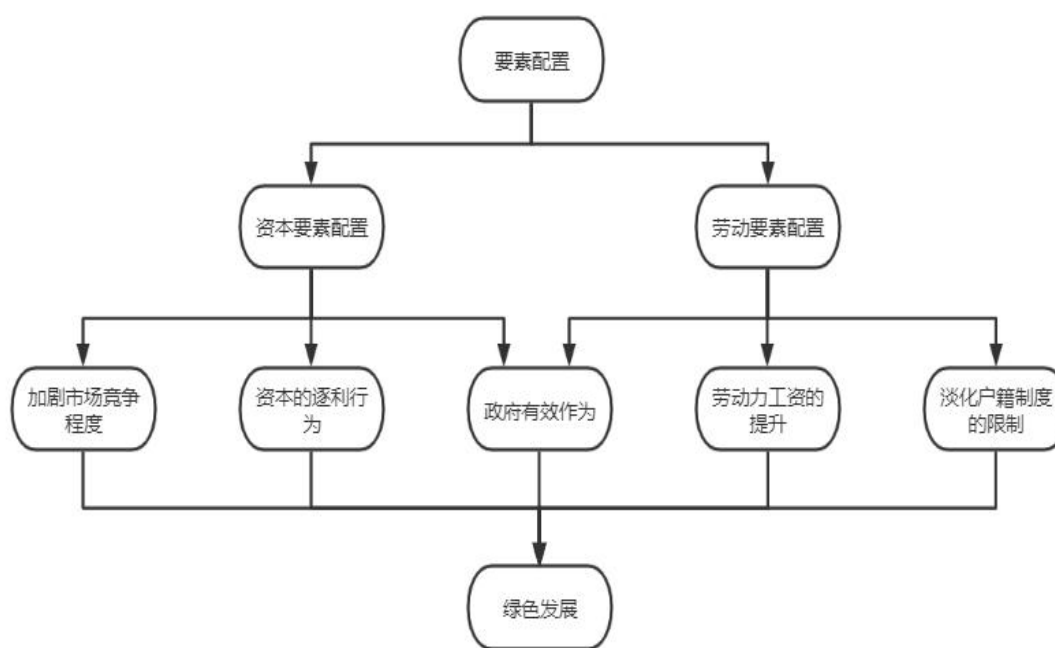 要素配置
资本要素配置
劳动要素配置
加剧市场竞争
程度
资本的逐利行
为
政府有效作为
劳动力工资的
提升
淡化户籍制度
的限制
绿色发展